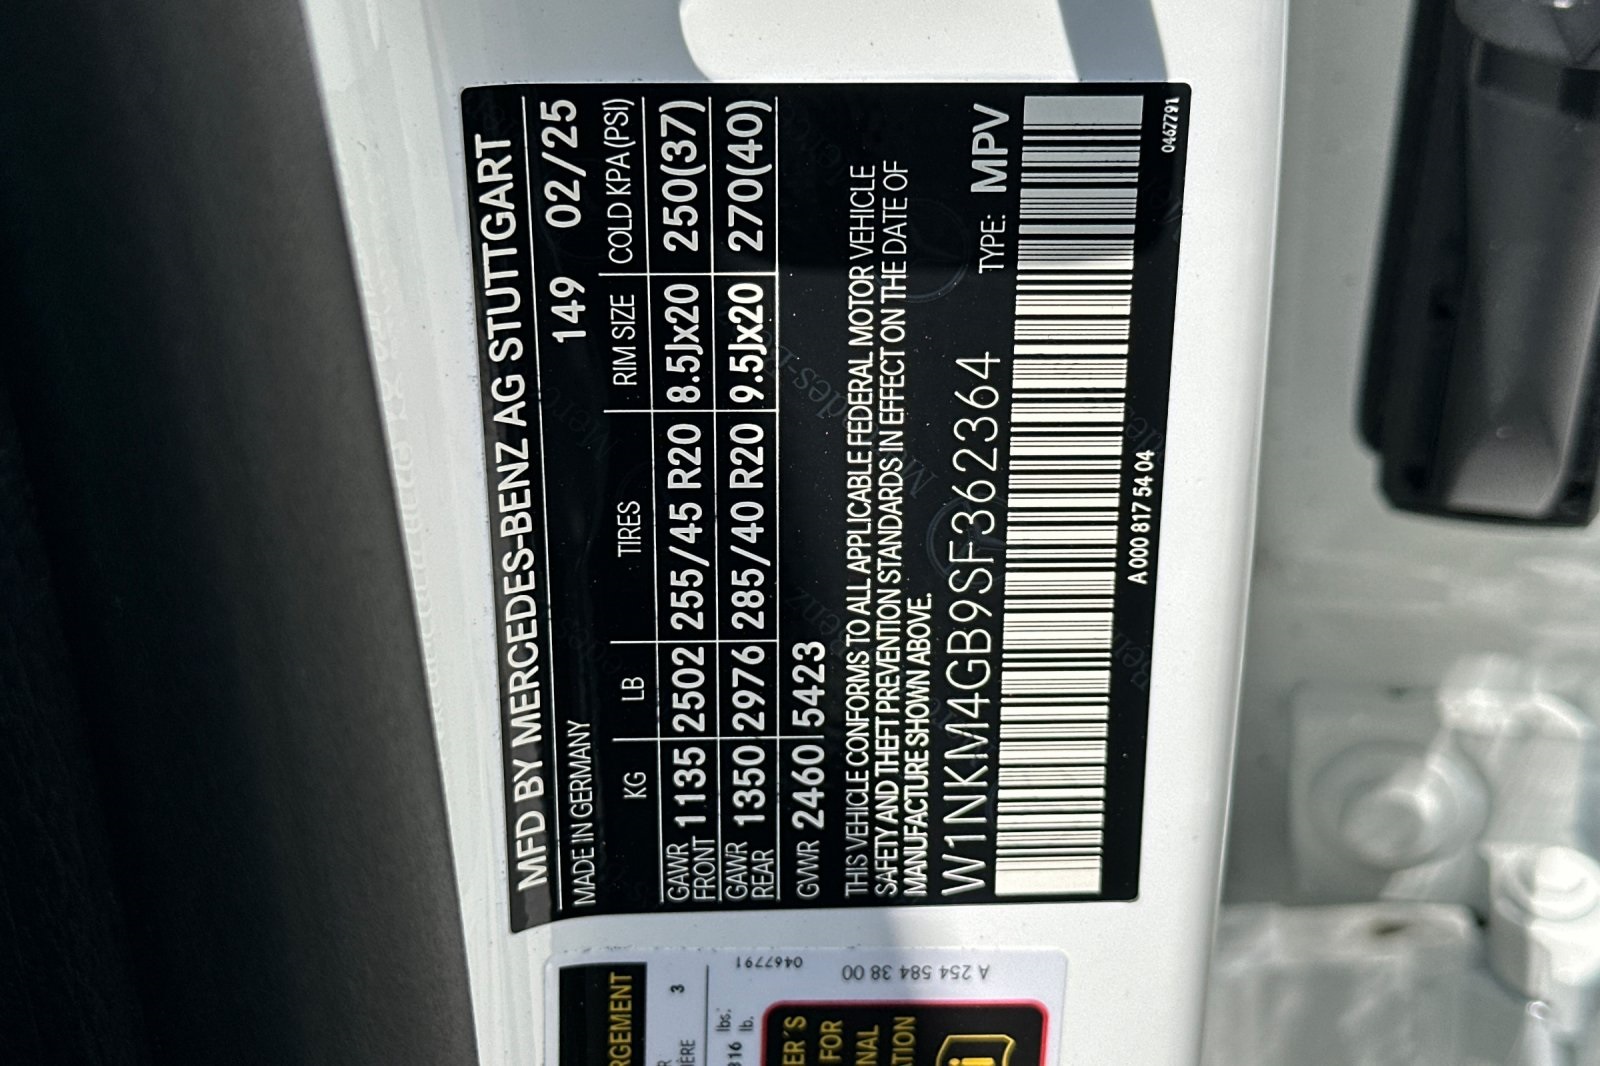 MFD BY MERCEDES-BENZ AG STUTTGART
MADE IN GERMANY 149 02/25
KG LB TIRES RIM SIZE COLD KPA (PSI)
GAWR FRONT 1135 2502 255/45 R20 8.5Jx20 250(37)
GAWR REAR 1350 2976 285/40 R20 9.5Jx20 270(40)
GVWR 2460 5423
THIS VEHICLE CONFORMS TO ALL APPLICABLE FEDERAL MOTOR VEHICLE
SAFETY AND THEFT PREVENTION STANDARDS IN EFFECT ON THE DATE OF
MANUFACTURE SHOWN ABOVE.
W1NKM4GB9SF362364 TYPE: MPV
A 000 817 54 04
0467791
A 254 584 38 00
0467791
3
lbs.
lb.
FOR